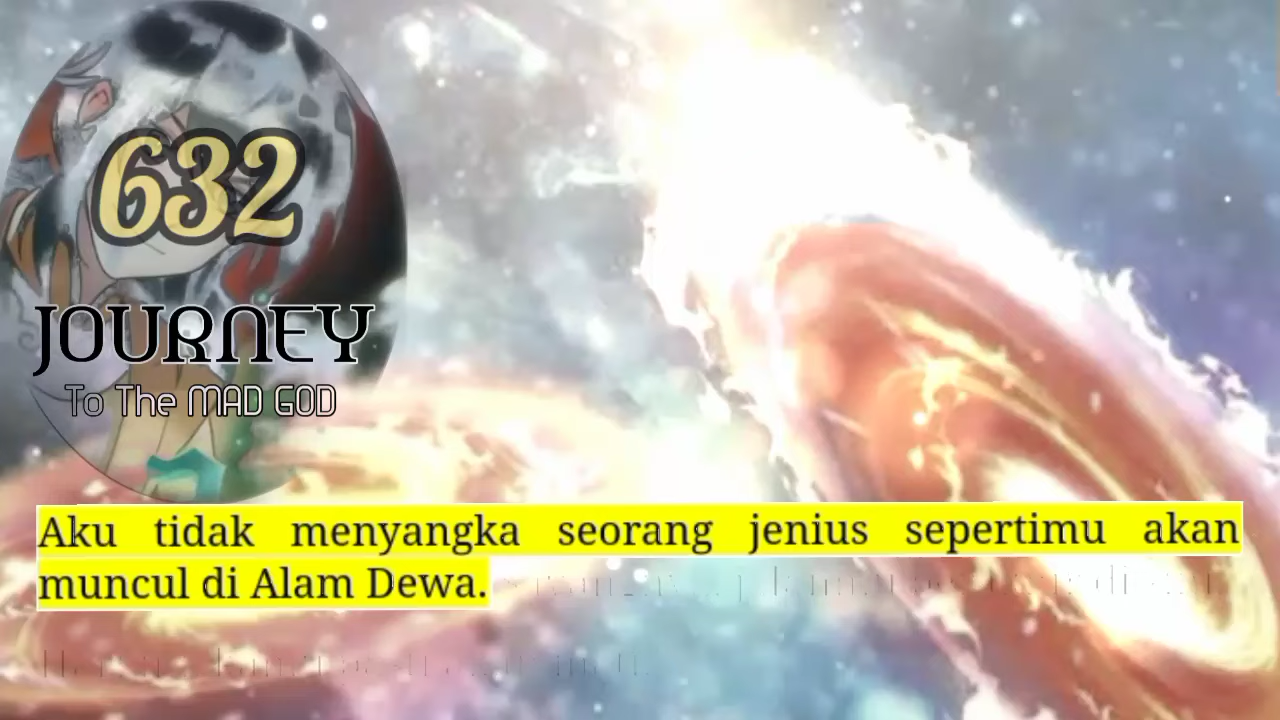 632
JOURNEY
To The MAD GOD
Aku tidak menyangka seorang jenius sepertimu akan
muncul di Alam Dewa.